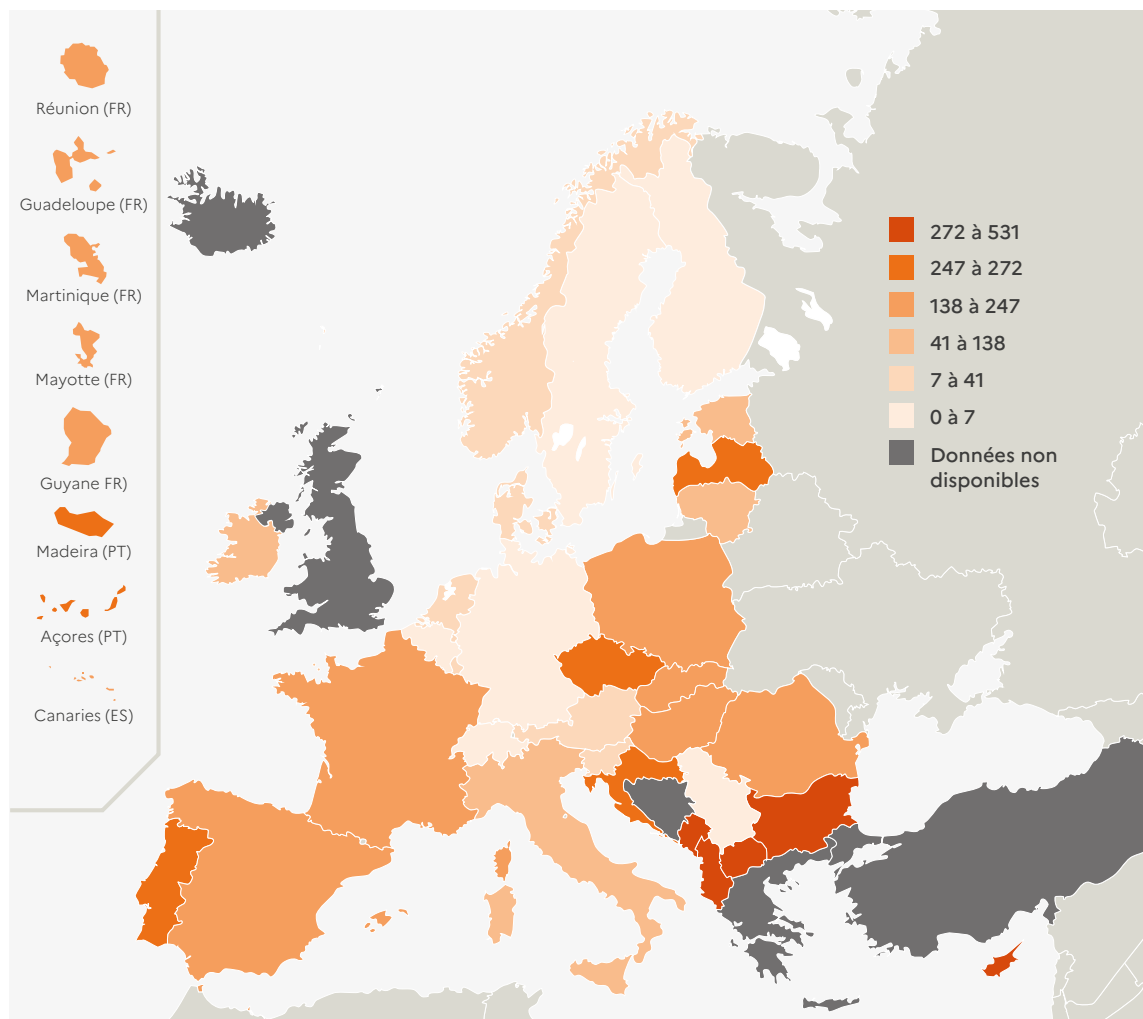 Réunion (FR)
Guadeloupe (FR)
Martinique (FR)
Mayotte (FR)
Guyane FR)
Madeira (PT)
Açores (PT)
Canaries (ES)
272 à 531
247 à 272
138 à 247
41 à 138
7 à 41
0 à 7
Données non
disponibles